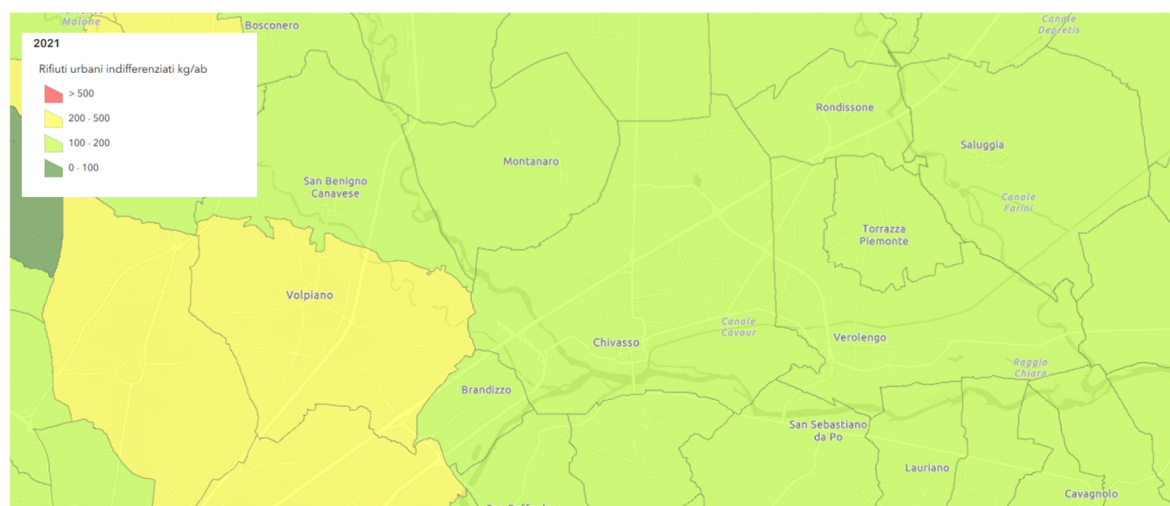 Malone
Bosconero
Canale
Depretis
2021
Rifiuti urbani indifferenziati kg/ab
> 500
200 - 500
100 - 200
0 - 100
Rondissone
Saluggia
Montanaro
San Benigno
Canavese
Canale
Farini
Torrazza
Piemonte
Volpiano
Canale
Cavour
Chivasso
Verolengo
Raggio
Chiara
Brandizzo
San Sebastiano
da Po
Lauriano
Cavagnolo